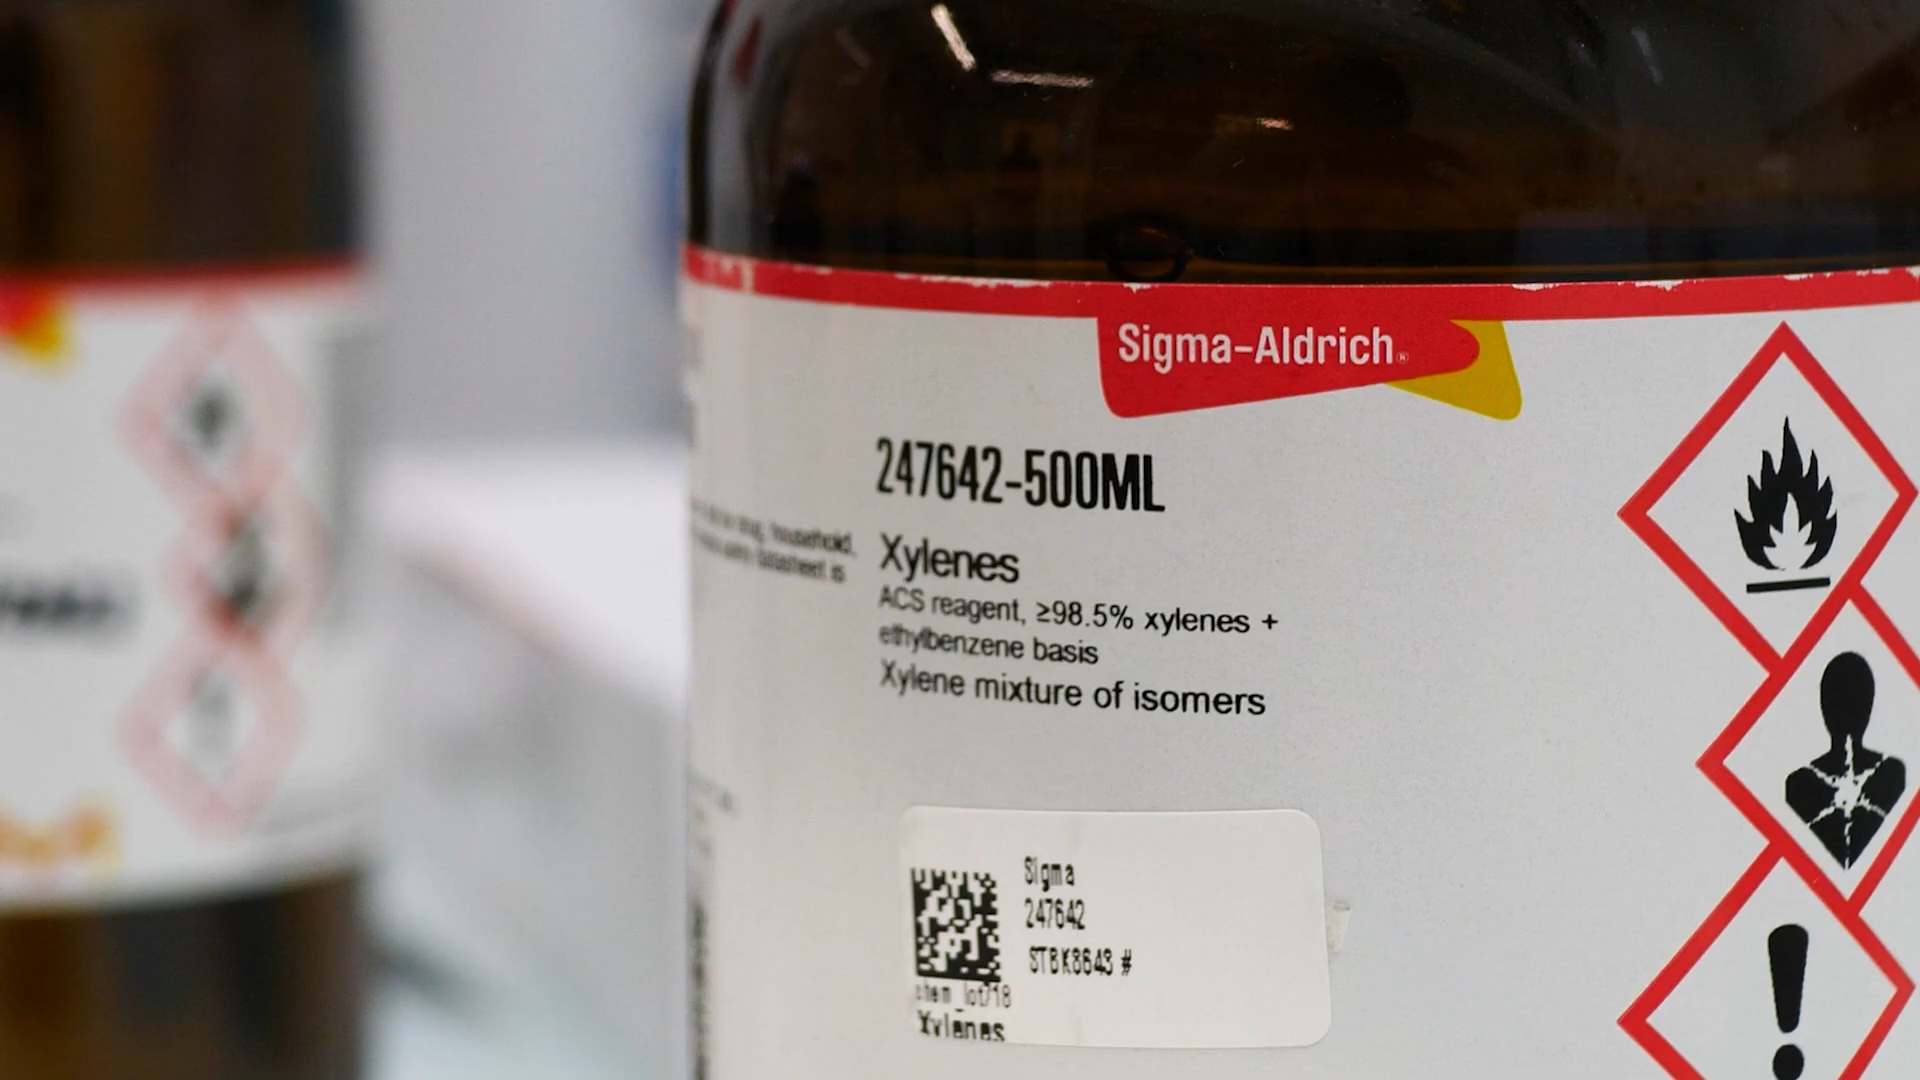 Sigma-Aldrich®
247642-500ML
household,
Xylenes
ACS reagent, ≥98.5% xylenes +
ethylbenzene basis
Xylene mixture of isomers
Sigma
247642
STBK8643 #
chem_lot718
Xylenes